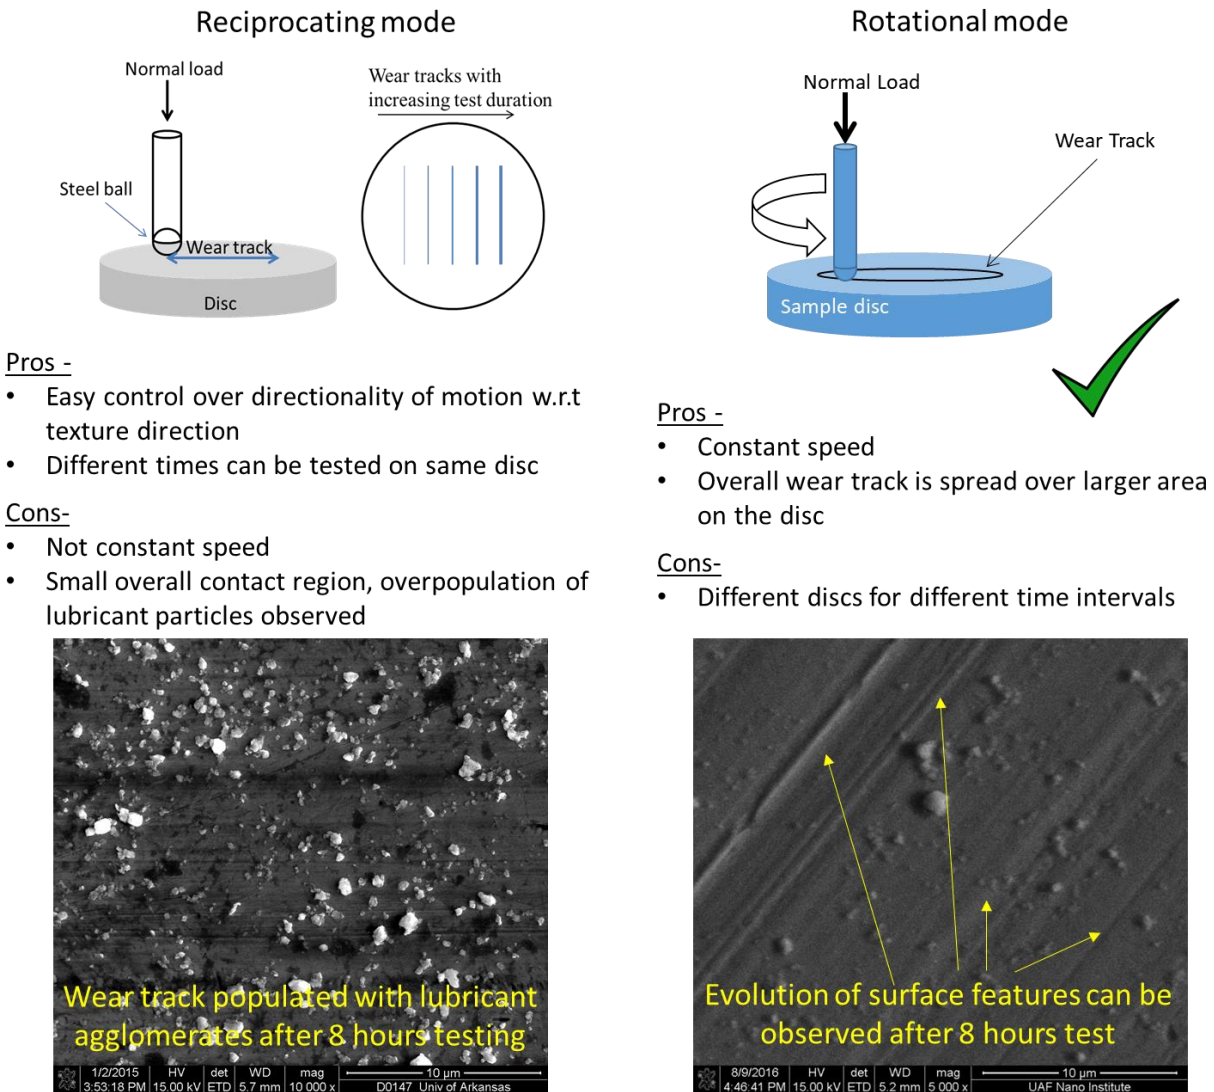 Reciprocating mode
Normal load
Wear tracks with
increasing test duration
Steel ball
Wear track
Disc
Pros -
• Easy control over directionality of motion w.r.t
texture direction
• Different times can be tested on same disc
Cons-
• Not constant speed
• Small overall contact region, overpopulation of
lubricant particles observed
Wear track populated with lubricant
agglomerates after 8 hours testing
1/2/2015 HV det WD mag 10 µm
3:53:18 PM 15.00 kV ETD 5.7 mm 10 000 x D0147 Univ of Arkansas
Rotational mode
Normal Load
Wear Track
Sample disc
Pros -
• Constant speed
• Overall wear track is spread over larger area
on the disc
Cons-
• Different discs for different time intervals
Evolution of surface features can be
observed after 8 hours test
8/9/2016 HV det WD mag 10 µm
4:46:41 PM 15.00 kV ETD 5.2 mm 5 000 x UAF Nano Institute